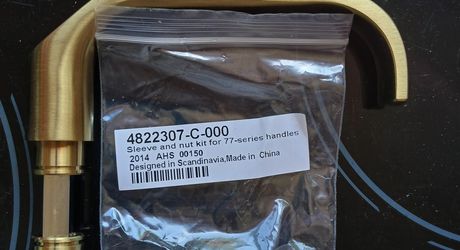 4822307-C-000
Sleeve and nut kit for 77-series handles
2014 AHS 00150
Designed in Scandinavia,Made in China